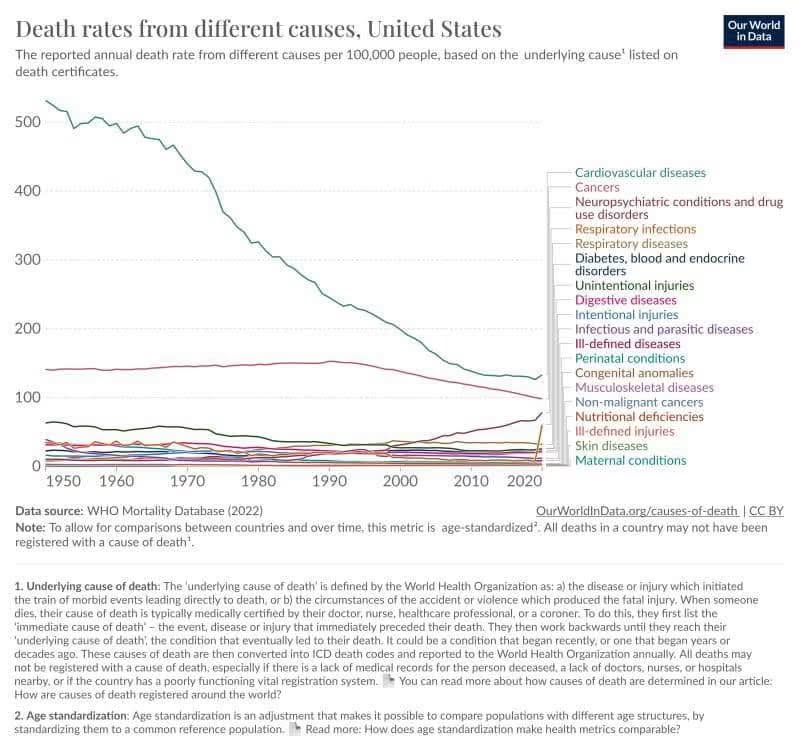 Death rates from different causes, United States
Our World
in Data
The reported annual death rate from different causes per 100,000 people, based on the underlying cause¹ listed on
death certificates.
500
400
300
200
100
0
1950
1960
1970
1980
1990
2000
2010
2020
Cardiovascular diseases
Cancers
Neuropsychiatric conditions and drug
use disorders
Respiratory infections
Respiratory diseases
Diabetes, blood and endocrine
disorders
Unintentional injuries
Digestive diseases
Intentional injuries
Infectious and parasitic diseases
Ill-defined diseases
Perinatal conditions
Congenital anomalies
Musculoskeletal diseases
Non-malignant cancers
Nutritional deficiencies
Ill-defined injuries
Skin diseases
Maternal conditions
Data source: WHO Mortality Database (2022)
OurWorldInData.org/causes-of-death | CC BY
Note: To allow for comparisons between countries and over time, this metric is age-standardized². All deaths in a country may not have been
registered with a cause of death¹.
1. Underlying cause of death: The 'underlying cause of death' is defined by the World Health Organization as: a) the disease or injury which initiated
the train of morbid events leading directly to death, or b) the circumstances of the accident or violence which produced the fatal injury. When someone
dies, their cause of death is typically medically certified by their doctor, nurse, healthcare professional, or a coroner. To do this, they first list the
'immediate cause of death' – the event, disease or injury that immediately preceded their death. They then work backwards until they reach their
'underlying cause of death', the condition that eventually led to their death. It could be a condition that began recently, or one that began years or
decades ago. These causes of death are then converted into ICD death codes and reported to the World Health Organization annually. All deaths may
not be registered with a cause of death, especially if there is a lack of medical records for the person deceased, a lack of doctors, nurses, or hospitals
nearby, or if the country has a poorly functioning vital registration system. You can read more about how causes of death are determined in our article:
How are causes of death registered around the world?
2. Age standardization: Age standardization is an adjustment that makes it possible to compare populations with different age structures, by
standardizing them to a common reference population. Read more: How does age standardization make health metrics comparable?